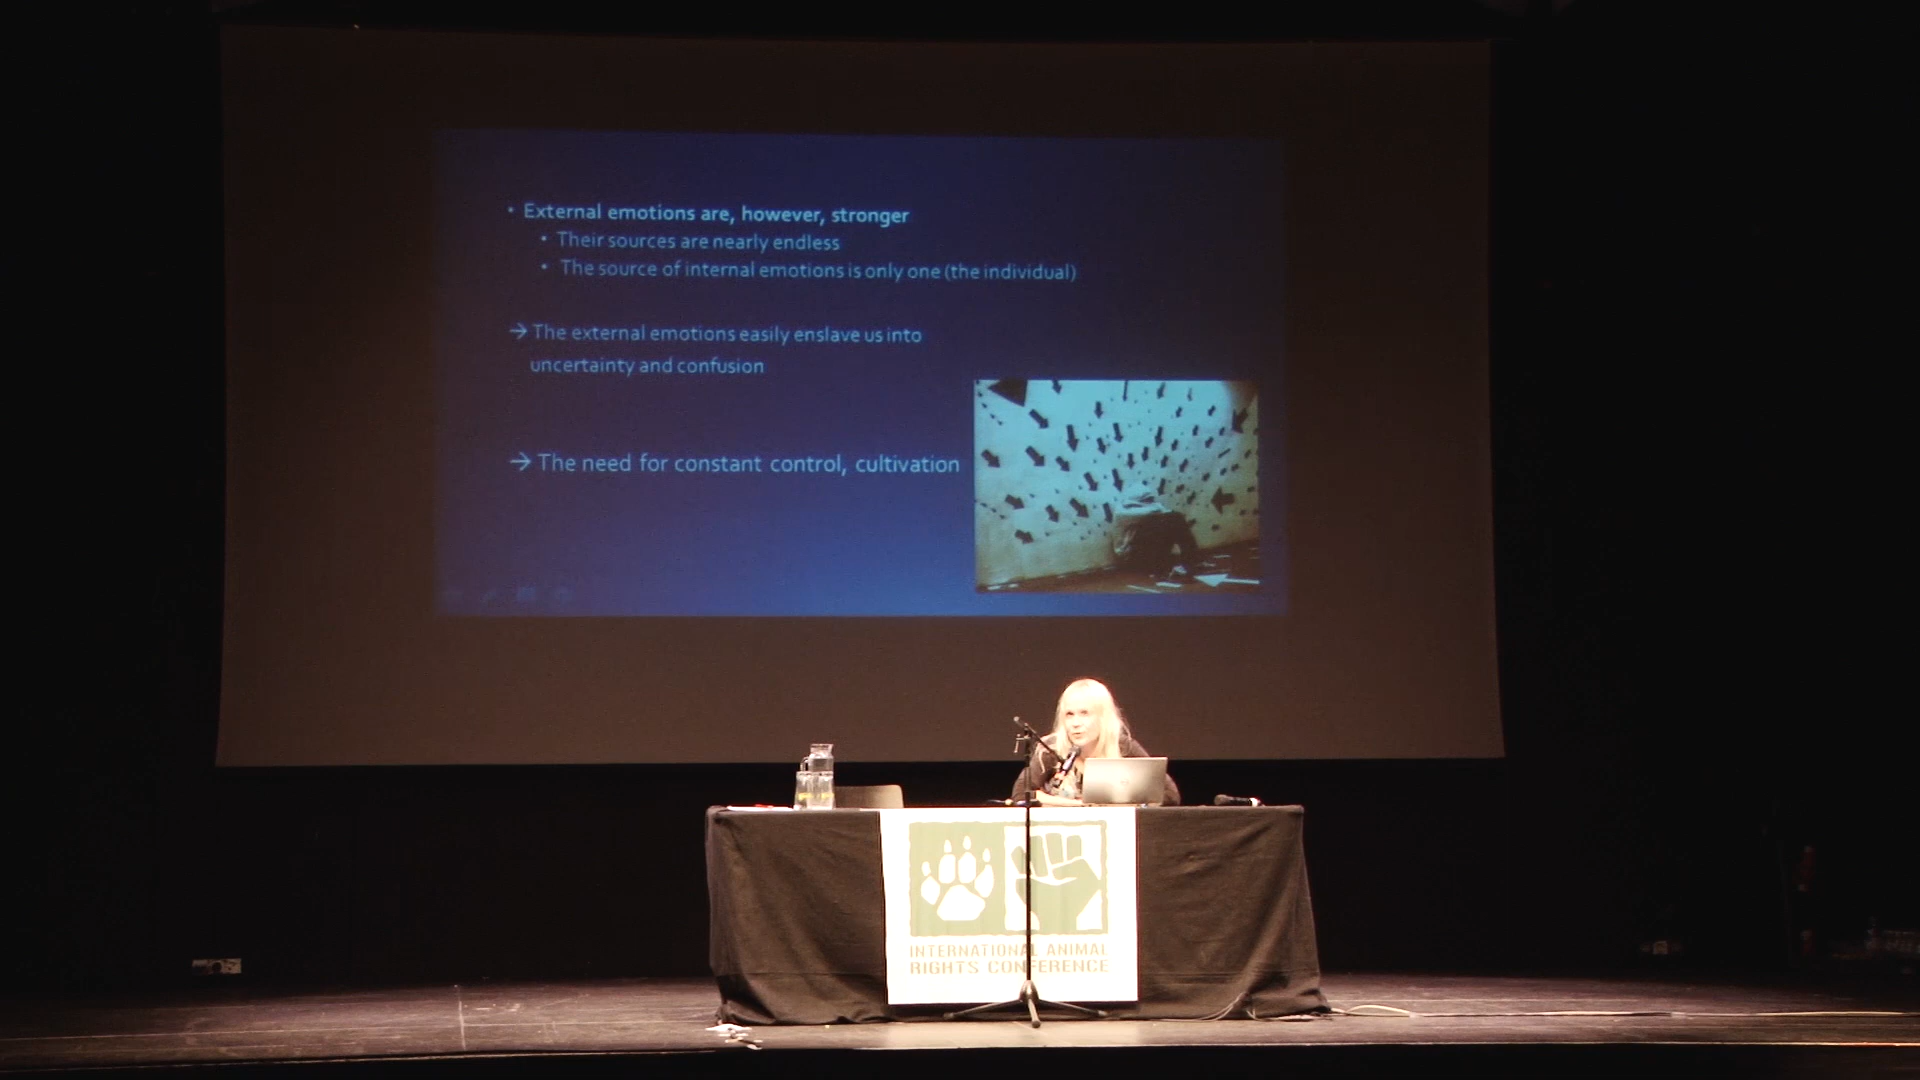 • External emotions are, however, stronger
• Their sources are nearly endless
• The source of internal emotions is only one (the individual)
→ The external emotions easily enslave us into
uncertainty and confusion
→ The need for constant control, cultivation
INTERNATIONAL ANIMAL
RIGHTS CONFERENCE